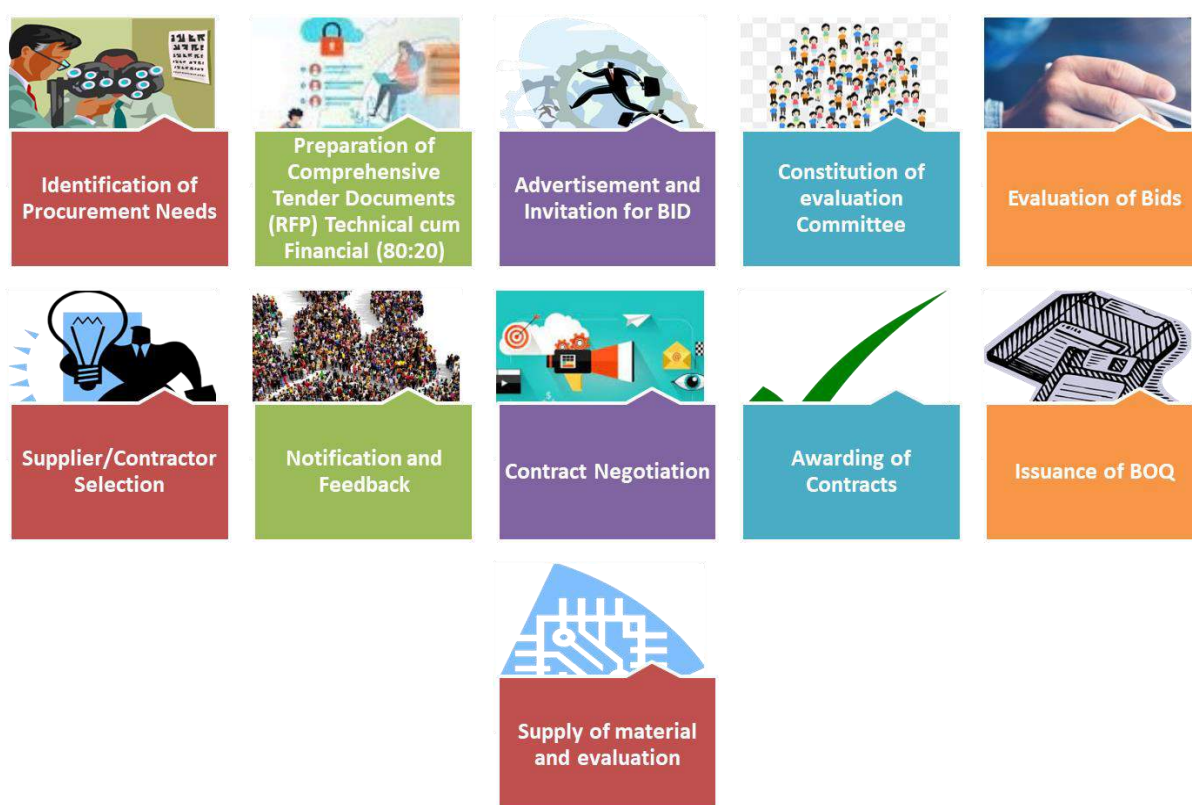 Identification of
Procurement Needs
Preparation of
Comprehensive
Tender Documents
(RFP) Technical cum
Financial (80:20)
Advertisement and
Invitation for BID
Constitution of
evaluation
Committee
Evaluation of Bids
Supplier/Contractor
Selection
Notification and
Feedback
Contract Negotiation
Awarding of
Contracts
Issuance of BOQ
Supply of material
and evaluation